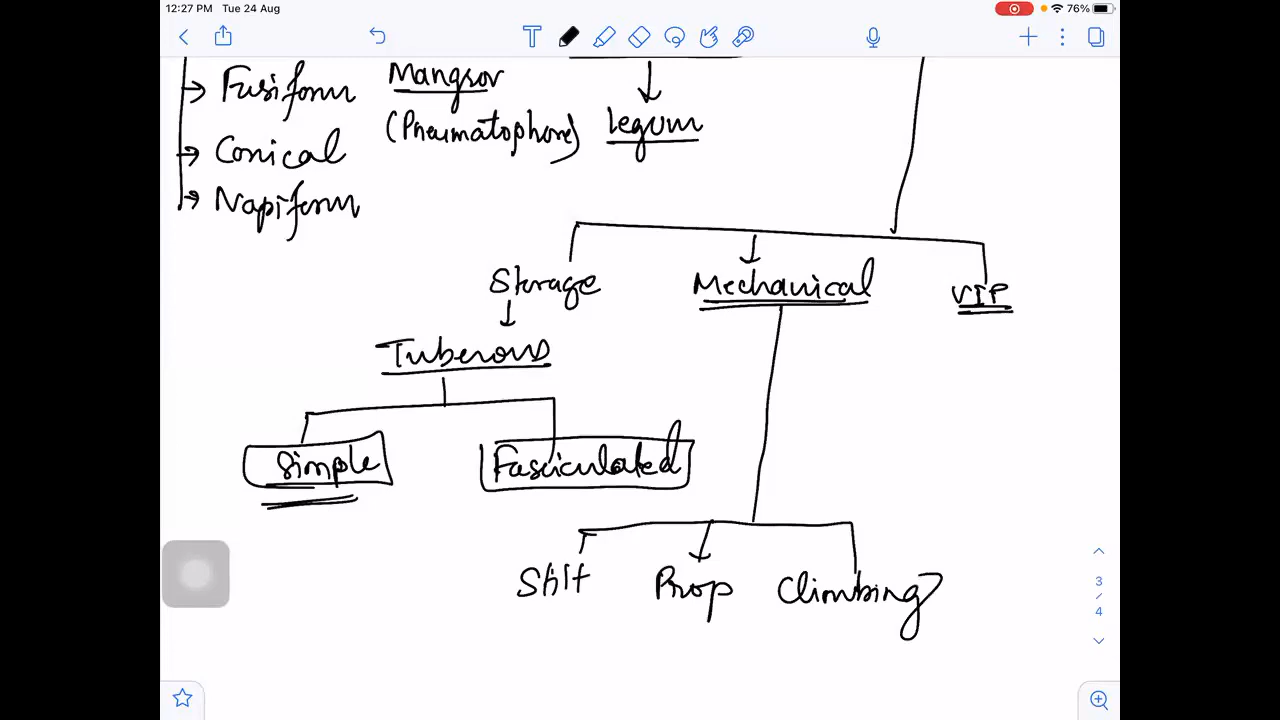 12:27 PM Tue 24 Aug
76%
Fusiform
Mangrov
(Pneumatophore)
legum
Conical
Napiform
Storage
Mechanical
VIP
Tuberous
Simple
Fasciculated
Stilt
Prop
Climbing
3
/
4